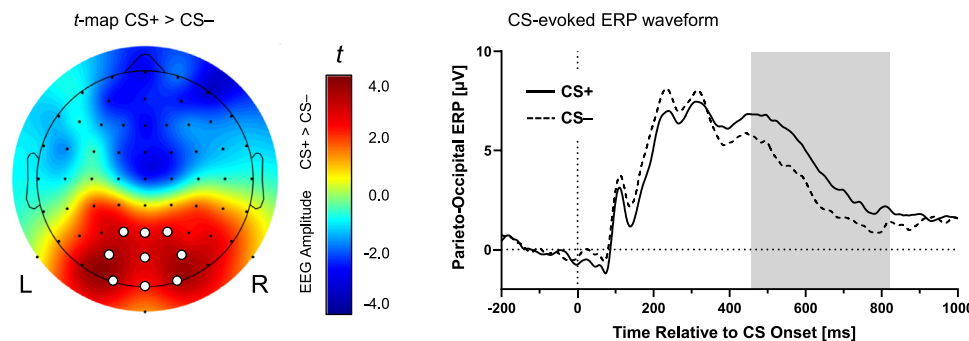 t-map CS+ > CS−
L
R
t
4.0
2.0
0.0
−2.0
−4.0
EEG Amplitude CS+ > CS−
CS-evoked ERP waveform
CS+
CS−
10
5
0
Parieto-Occipital ERP [µV]
-200
0
200
400
600
800
1000
Time Relative to CS Onset [ms]